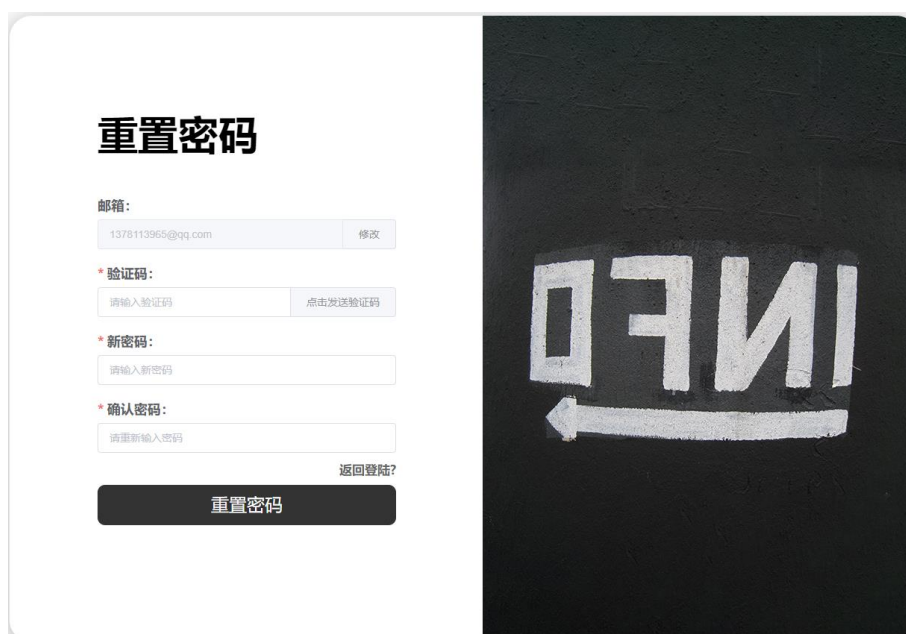 重置密码
邮箱：
1378113965@qq.com 修改
* 验证码：
请输入验证码 点击发送验证码
* 新密码：
请输入新密码
* 确认密码：
请重新输入密码
返回登陆?
重置密码
INFO